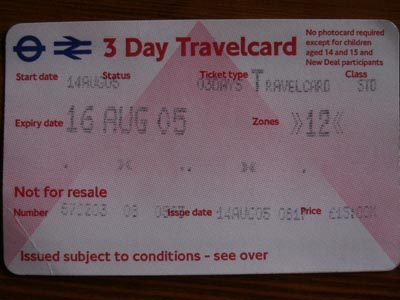 3 Day Travelcard
No photocard required
except for children
aged 14 and 15 and
New Deal participants
Start date 14AUG05 Status Ticket type 03DAYS TRAVELCARD Class STD
Expiry date 16 AUG 05 Zones »12«
Not for resale
Number Issue date 14AUG05 Price
Issued subject to conditions - see over